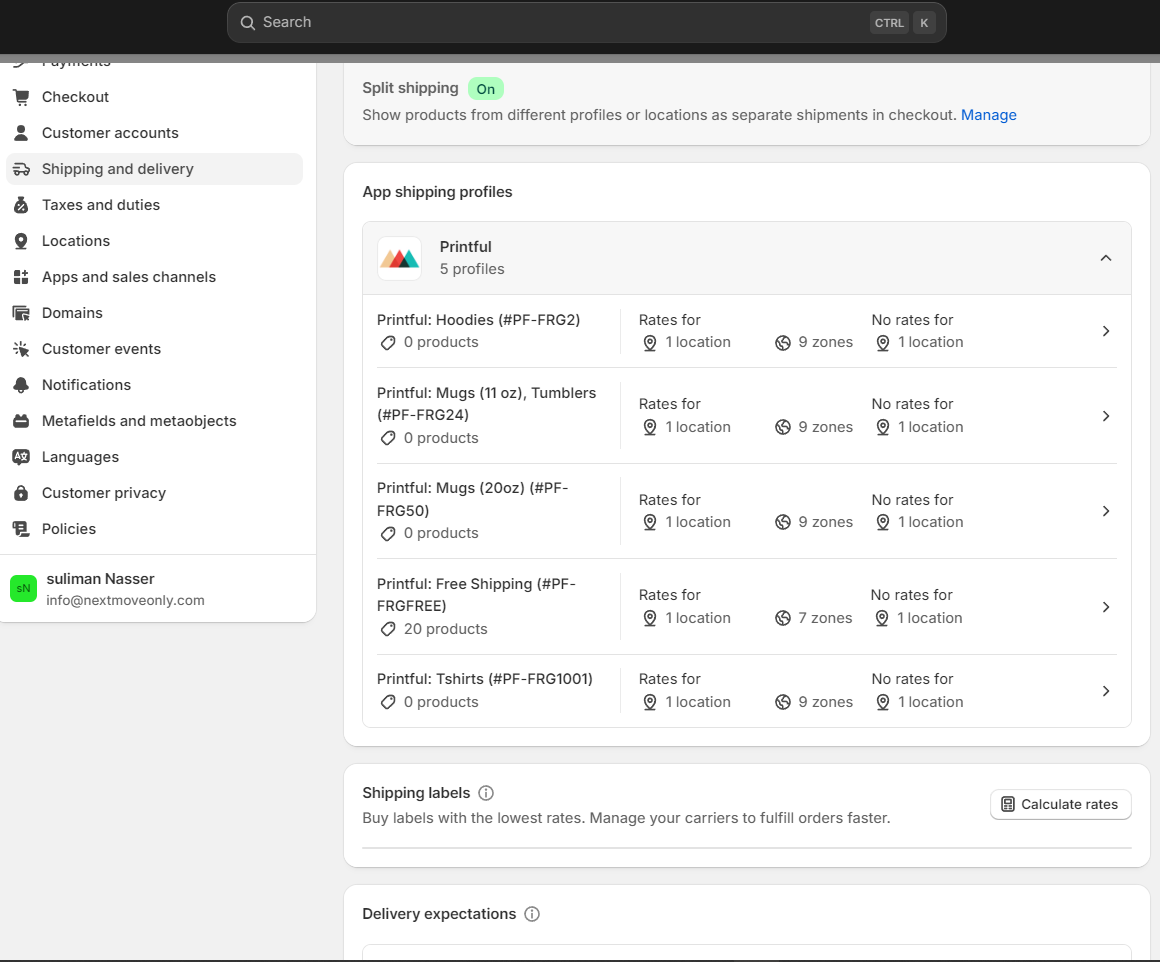 Search
CTRL K
Payments
Checkout
Customer accounts
Shipping and delivery
Taxes and duties
Locations
Apps and sales channels
Domains
Customer events
Notifications
Metafields and metaobjects
Languages
Customer privacy
Policies
sN
suliman Nasser
info@nextmoveonly.com
Split shipping On
Show products from different profiles or locations as separate shipments in checkout. Manage
App shipping profiles
Printful
5 profiles
Printful: Hoodies (#PF-FRG2)
0 products
Rates for
1 location 9 zones
No rates for
1 location
Printful: Mugs (11 oz), Tumblers
(#PF-FRG24)
0 products
Rates for
1 location 9 zones
No rates for
1 location
Printful: Mugs (20oz) (#PF-
FRG50)
0 products
Rates for
1 location 9 zones
No rates for
1 location
Printful: Free Shipping (#PF-
FRGFREE)
20 products
Rates for
1 location 7 zones
No rates for
1 location
Printful: Tshirts (#PF-FRG1001)
0 products
Rates for
1 location 9 zones
No rates for
1 location
Shipping labels
Buy labels with the lowest rates. Manage your carriers to fulfill orders faster.
Calculate rates
Delivery expectations